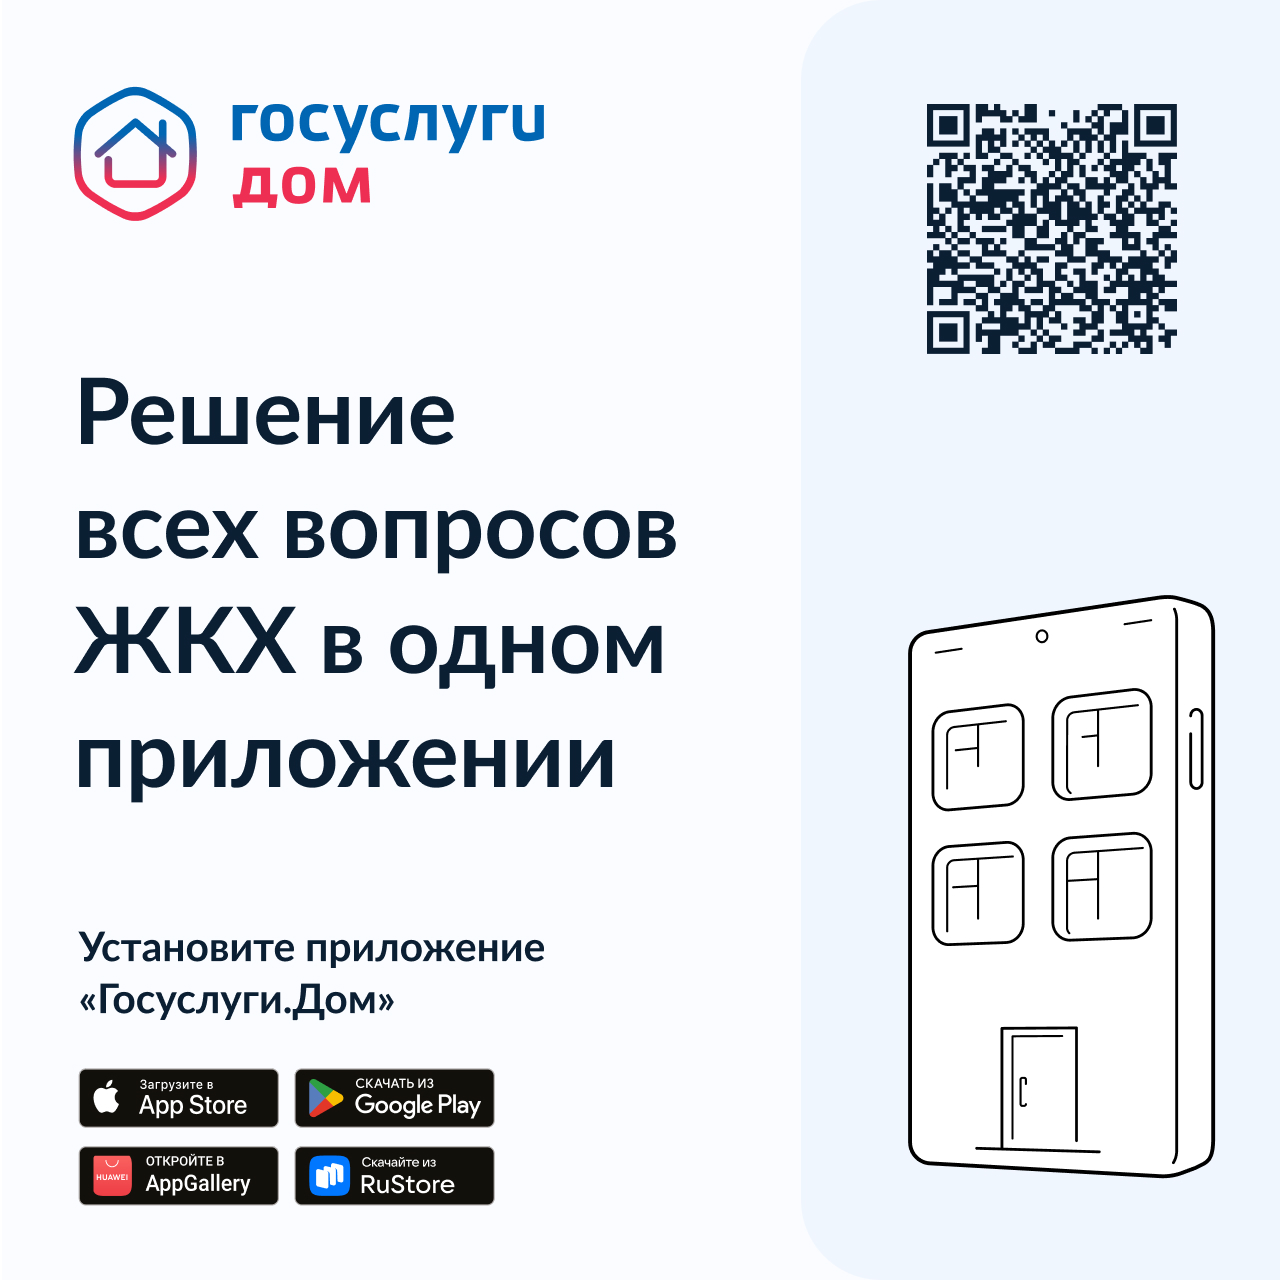 госуслуги
дом
Решение
всех вопросов
ЖКХ в одном
приложении
Установите приложение
«Госуслуги.Дом»
Загрузите в
App Store
СКАЧАТЬ ИЗ
Google Play
HUAWEI
ОТКРОЙТЕ В
AppGallery
Скачайте из
RuStore